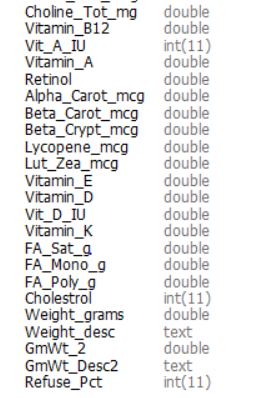 Choline_Tot_mg double
Vitamin_B12 double
Vit_A_IU int(11)
Vitamin_A double
Retinol double
Alpha_Carot_mcg double
Beta_Carot_mcg double
Beta_Crypt_mcg double
Lycopene_mcg double
Lut_Zea_mcg double
Vitamin_E double
Vitamin_D double
Vit_D_IU double
Vitamin_K double
FA_Sat_g double
FA_Mono_g double
FA_Poly_g double
Cholestrol int(11)
Weight_grams double
Weight_desc text
GmWt_2 double
GmWt_Desc2 text
Refuse_Pct int(11)